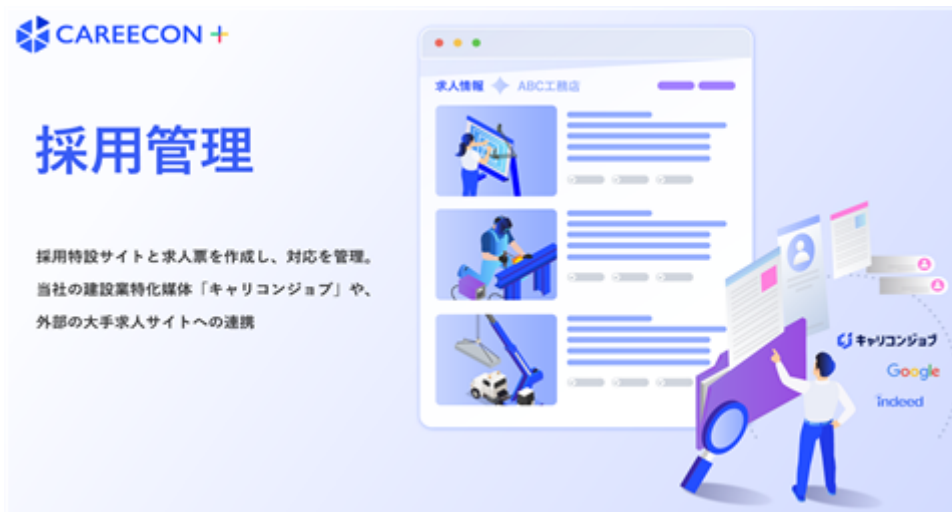 CAREECON +
採用管理
採用特設サイトと求人票を作成し、対応を管理。
当社の建設業特化媒体「キャリコンジョブ」や、
外部の大手求人サイトへの連携
求人情報 ABC工務店
キャリコンジョブ
Google
indeed